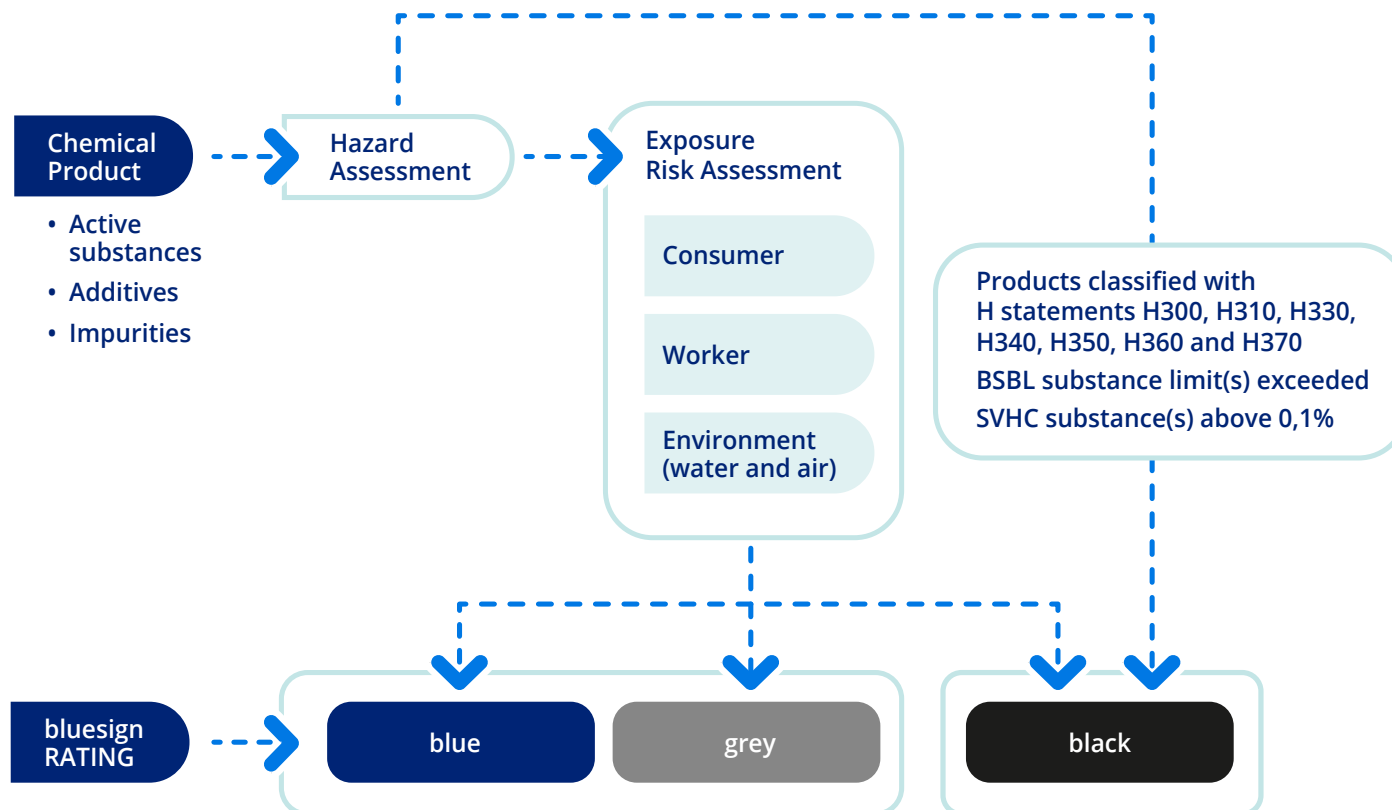 Chemical
Product
• Active
substances
• Additives
• Impurities
Hazard
Assessment
Exposure
Risk Assessment
Consumer
Worker
Environment
(water and air)
Products classified with
H statements H300, H310, H330,
H340, H350, H360 and H370
BSBL substance limit(s) exceeded
SVHC substance(s) above 0,1%
bluesign
RATING
blue
grey
black